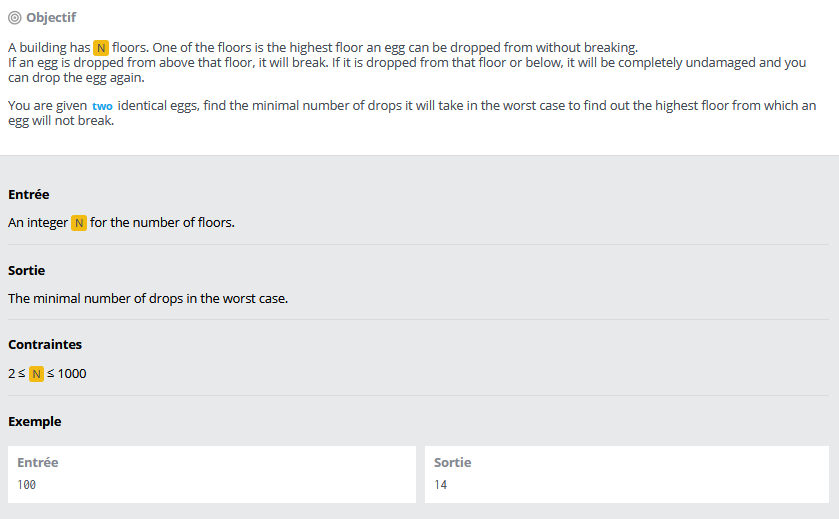 Objectif
A building has N floors. One of the floors is the highest floor an egg can be dropped from without breaking.
If an egg is dropped from above that floor, it will break. If it is dropped from that floor or below, it will be completely undamaged and you
can drop the egg again.
You are given two identical eggs, find the minimal number of drops it will take in the worst case to find out the highest floor from which an
egg will not break.
Entrée
An integer N for the number of floors.
Sortie
The minimal number of drops in the worst case.
Contraintes
2 ≤ N ≤ 1000
Exemple
Entrée
100
Sortie
14